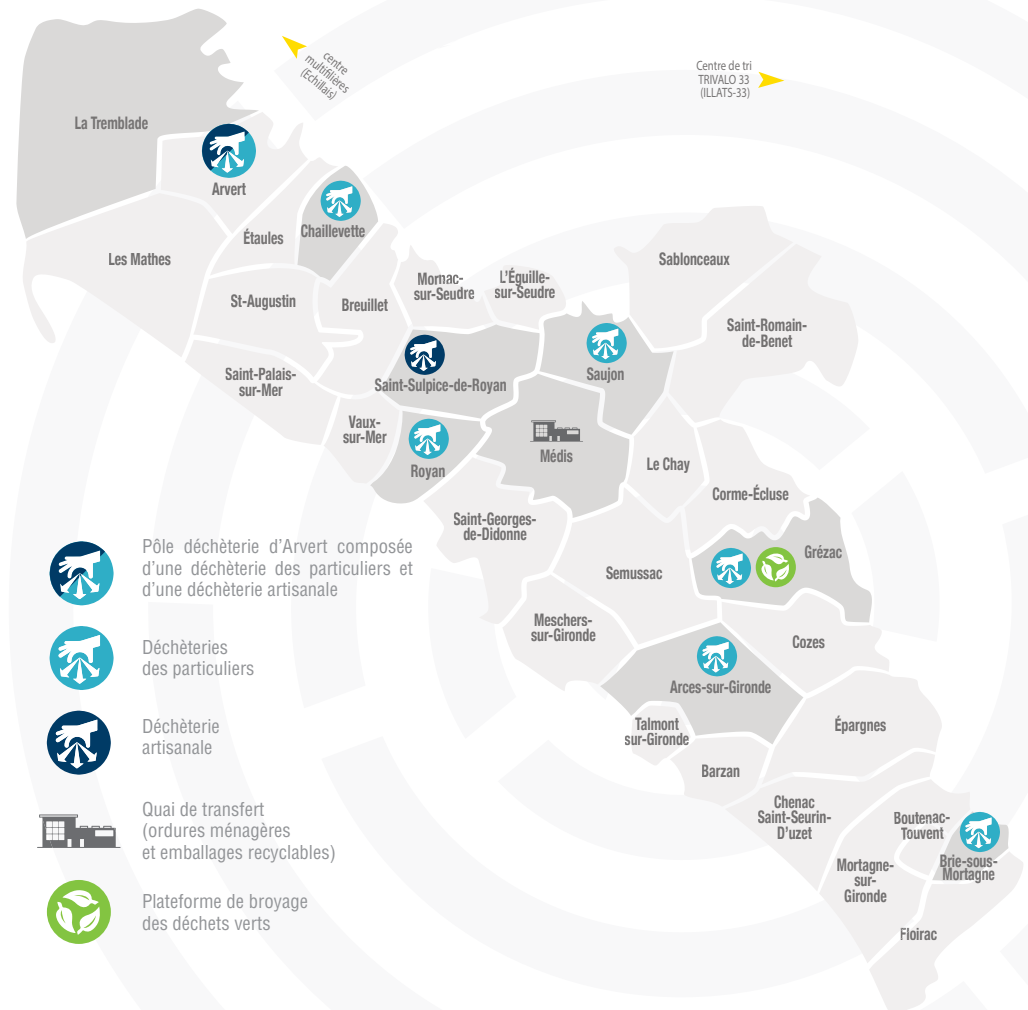 centre
multifilières
(Echillais)
Centre de tri
TRIVALO 33
(ILLATS-33)
La Tremblade
Arvert
Chaillevette
Étaules
Les Mathes
Sablonceaux
Mornac-
sur-Seudre
L'Éguille-
sur-Seudre
St-Augustin
Breuillet
Saint-Romain-
de-Benet
Saujon
Saint-Palais-
sur-Mer
Saint-Sulpice-de-Royan
Vaux-
sur-Mer
Royan
Médis
Le Chay
Corme-Écluse
Saint-Georges-
de-Didonne
Grézac
Semussac
Meschers-
sur-Gironde
Cozes
Arces-sur-Gironde
Talmont
sur-Gironde
Épargnes
Barzan
Chenac
Saint-Seurin-
D'uzet
Boutenac-
Touvent
Brie-sous-
Mortagne
Mortagne-
sur-
Gironde
Floirac
Pôle déchèterie d'Arvert composée
d'une déchèterie des particuliers et
d'une déchèterie artisanale
Déchèteries
des particuliers
Déchèterie
artisanale
Quai de transfert
(ordures ménagères
et emballages recyclables)
Plateforme de broyage
des déchets verts